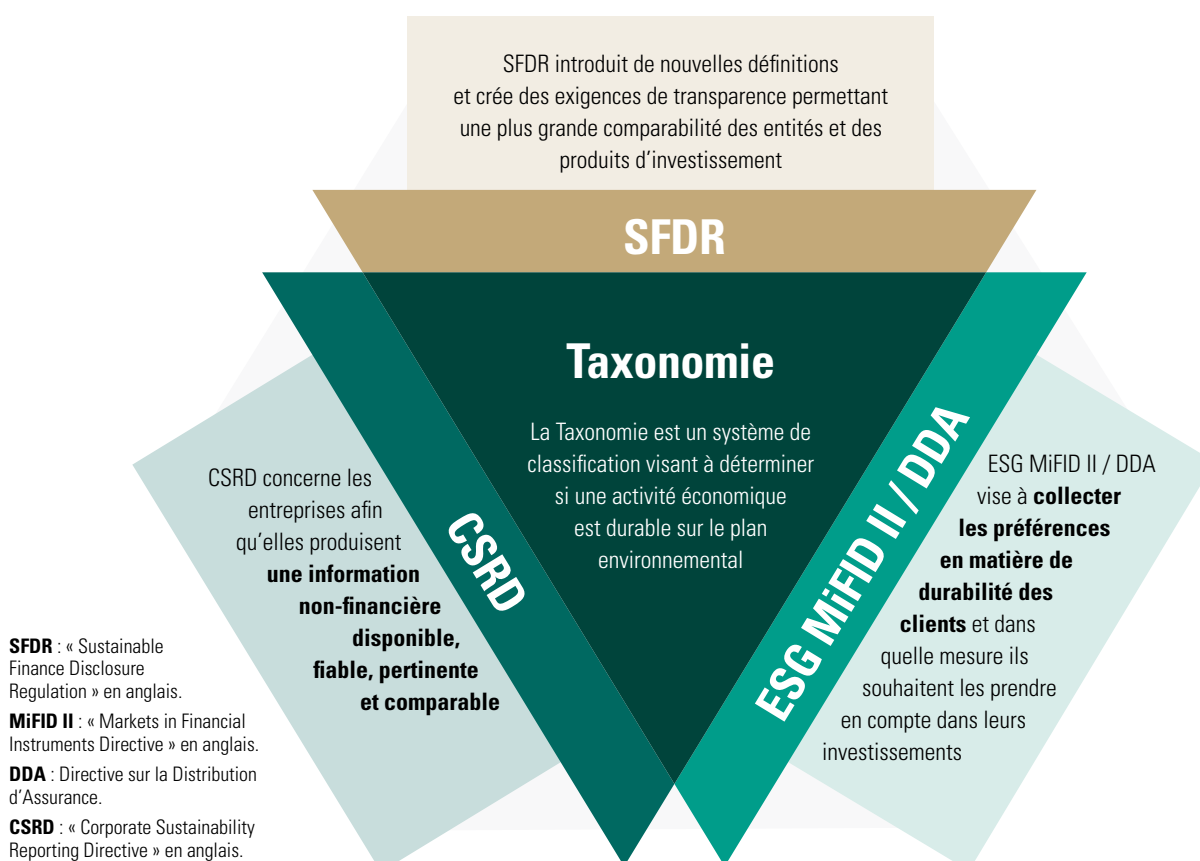 SFDR introduit de nouvelles définitions
et crée des exigences de transparence permettant
une plus grande comparabilité des entités et des
produits d’investissement
SFDR
Taxonomie
La Taxonomie est un système de
classification visant à déterminer
si une activité économique
est durable sur le plan
environnemental
CSRD concerne les
entreprises afin
qu’elles produisent
une information
non-financière
disponible,
fiable, pertinente
et comparable
CSRD
ESG MiFID II / DDA
ESG MiFID II / DDA
vise à collecter
les préférences
en matière de
durabilité des
clients et dans
quelle mesure ils
souhaitent les prendre
en compte dans leurs
investissements
SFDR : « Sustainable
Finance Disclosure
Regulation » en anglais.
MiFID II : « Markets in Financial
Instruments Directive » en anglais.
DDA : Directive sur la Distribution
d’Assurance.
CSRD : « Corporate Sustainability
Reporting Directive » en anglais.